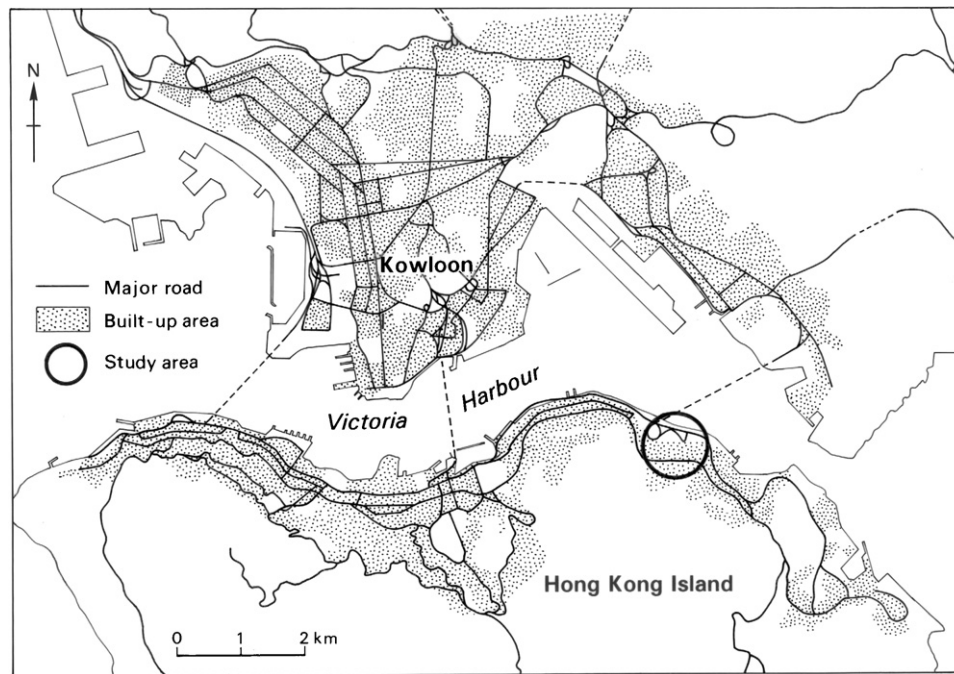 N
Kowloon
Major road
Built-up area
Study area
Victoria
Harbour
Hong Kong Island
0 1 2 km